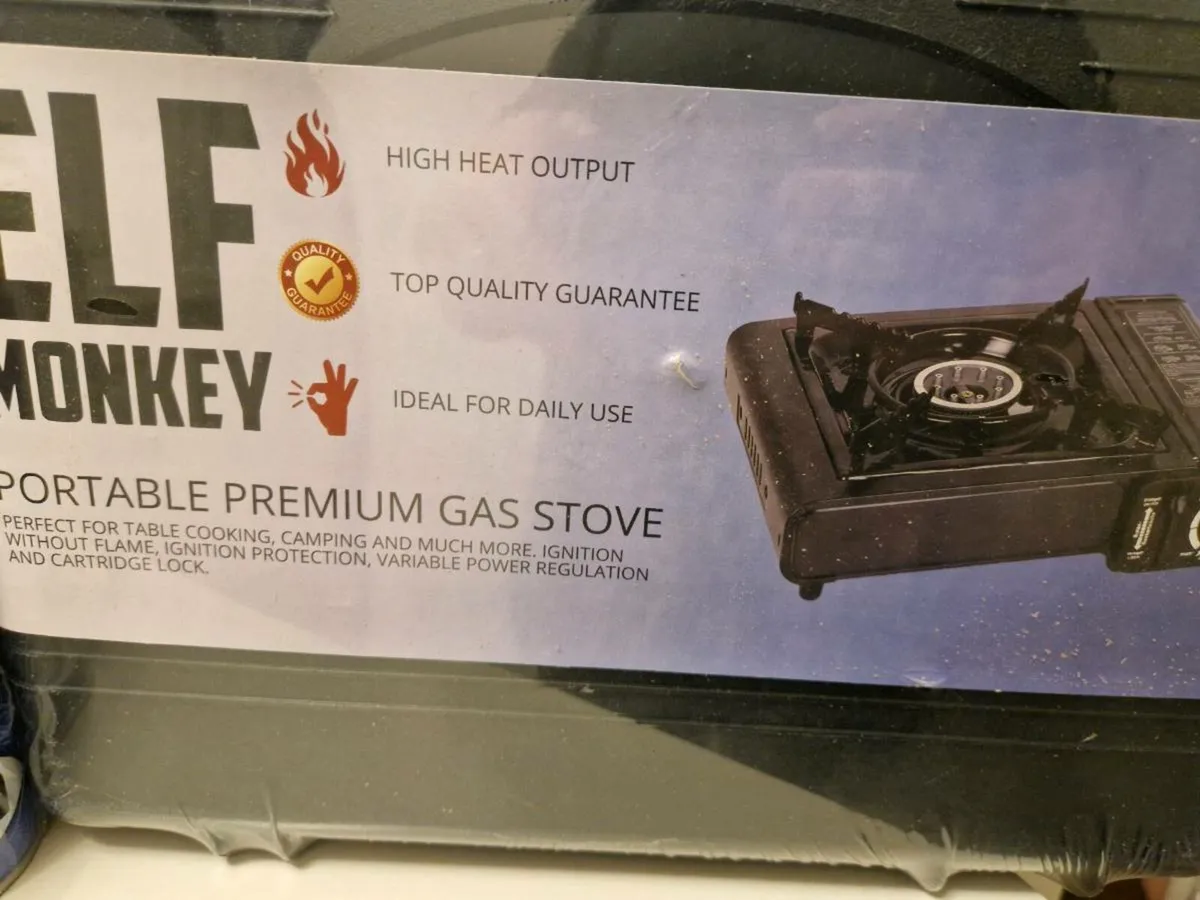 ELF
MONKEY
HIGH HEAT OUTPUT
QUALITY GUARANTEE
TOP QUALITY GUARANTEE
IDEAL FOR DAILY USE
PORTABLE PREMIUM GAS STOVE
PERFECT FOR TABLE COOKING, CAMPING AND MUCH MORE. IGNITION
WITHOUT FLAME, IGNITION PROTECTION, VARIABLE POWER REGULATION
AND CARTRIDGE LOCK.